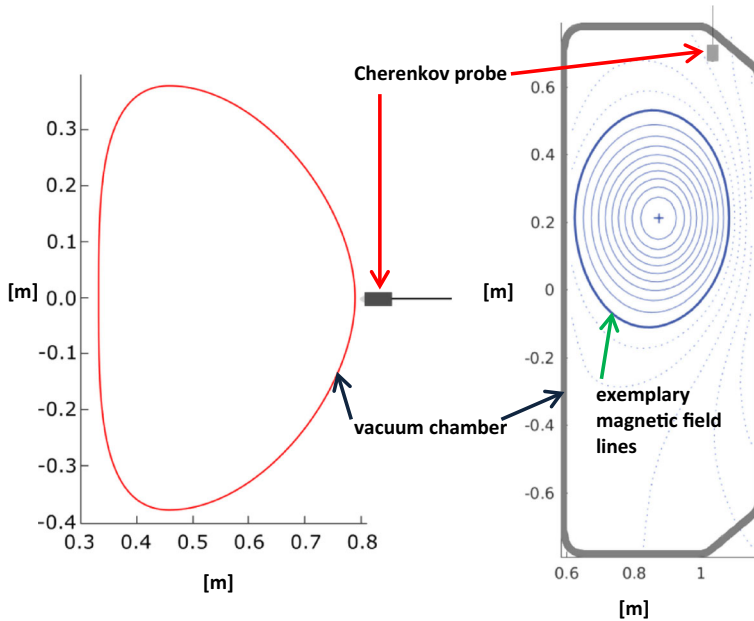 Cherenkov probe
0.3
0.2
0.1
[m]
0.0
-0.1
-0.2
-0.3
-0.4
0.3 0.4 0.5 0.6 0.7 0.8
[m]
vacuum chamber
0.6
0.4
0.2
[m]
0
-0.2
-0.4
-0.6
exemplary
magnetic field
lines
0.6 0.8 1
[m]